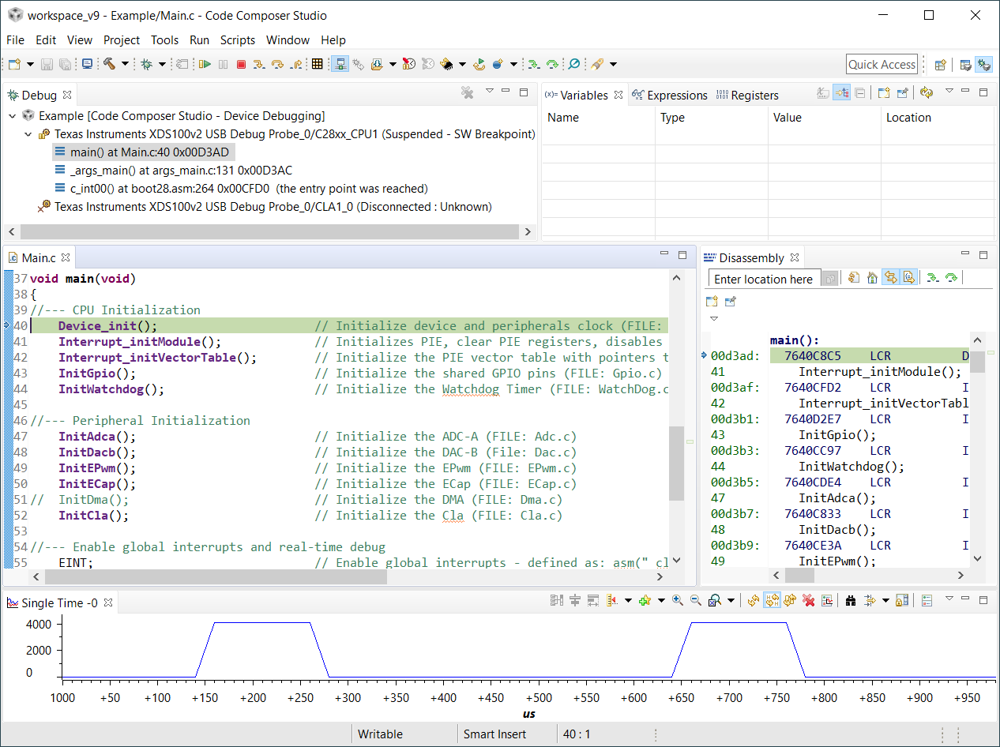 workspace_v9 - Example/Main.c - Code Composer Studio
File Edit View Project Tools Run Scripts Window Help
Quick Access
Debug
Example [Code Composer Studio - Device Debugging]
Texas Instruments XDS100v2 USB Debug Probe_0/C28xx_CPU1 (Suspended - SW Breakpoint)
main() at Main.c:40 0x00D3AD
_args_main() at args_main.c:131 0x00D3AC
c_int00() at boot28.asm:264 0x00CFD0 (the entry point was reached)
Texas Instruments XDS100v2 USB Debug Probe_0/CLA1_0 (Disconnected : Unknown)
(x)= Variables Expressions Registers
Name Type Value Location
Main.c
37 void main(void)
38 {
39 //--- CPU Initialization
40 Device_init(); // Initialize device and peripherals clock (FILE:
41 Interrupt_initModule(); // Initializes PIE, clear PIE registers, disables
42 Interrupt_initVectorTable(); // Initialize the PIE vector table with pointers t
43 InitGpio(); // Initialize the shared GPIO pins (FILE: Gpio.c)
44 InitWatchdog(); // Initialize the Watchdog Timer (FILE: WatchDog.c
45
46 //--- Peripheral Initialization
47 InitAdca(); // Initialize the ADC-A (FILE: Adc.c)
48 InitDacb(); // Initialize the DAC-B (File: Dac.c)
49 InitEPwm(); // Initialize the EPwm (FILE: EPwm.c)
50 InitECap(); // Initialize the ECap (FILE: ECap.c)
51 // InitDma(); // Initialize the DMA (FILE: Dma.c)
52 InitCla(); // Initialize the Cla (FILE: Cla.c)
53
54 //--- Enable global interrupts and real-time debug
55 EINT; // Enable global interrupts - defined as: asm(" cl
Disassembly
Enter location here
main():
00d3ad: 7640C8C5 LCR D
41 Interrupt_initModule();
00d3af: 7640CFD2 LCR I
42 Interrupt_initVectorTabl
00d3b1: 7640D2E7 LCR I
43 InitGpio();
00d3b3: 7640CC97 LCR I
44 InitWatchdog();
00d3b5: 7640CDE4 LCR I
47 InitAdca();
00d3b7: 7640C833 LCR I
48 InitDacb();
00d3b9: 7640CE3A LCR I
49 InitEPwm();
Single Time -0
4000
2000
0
1000 +50 +100 +150 +200 +250 +300 +350 +400 +450 +500 +550 +600 +650 +700 +750 +800 +850 +900 +950
us
Writable Smart Insert 40 : 1